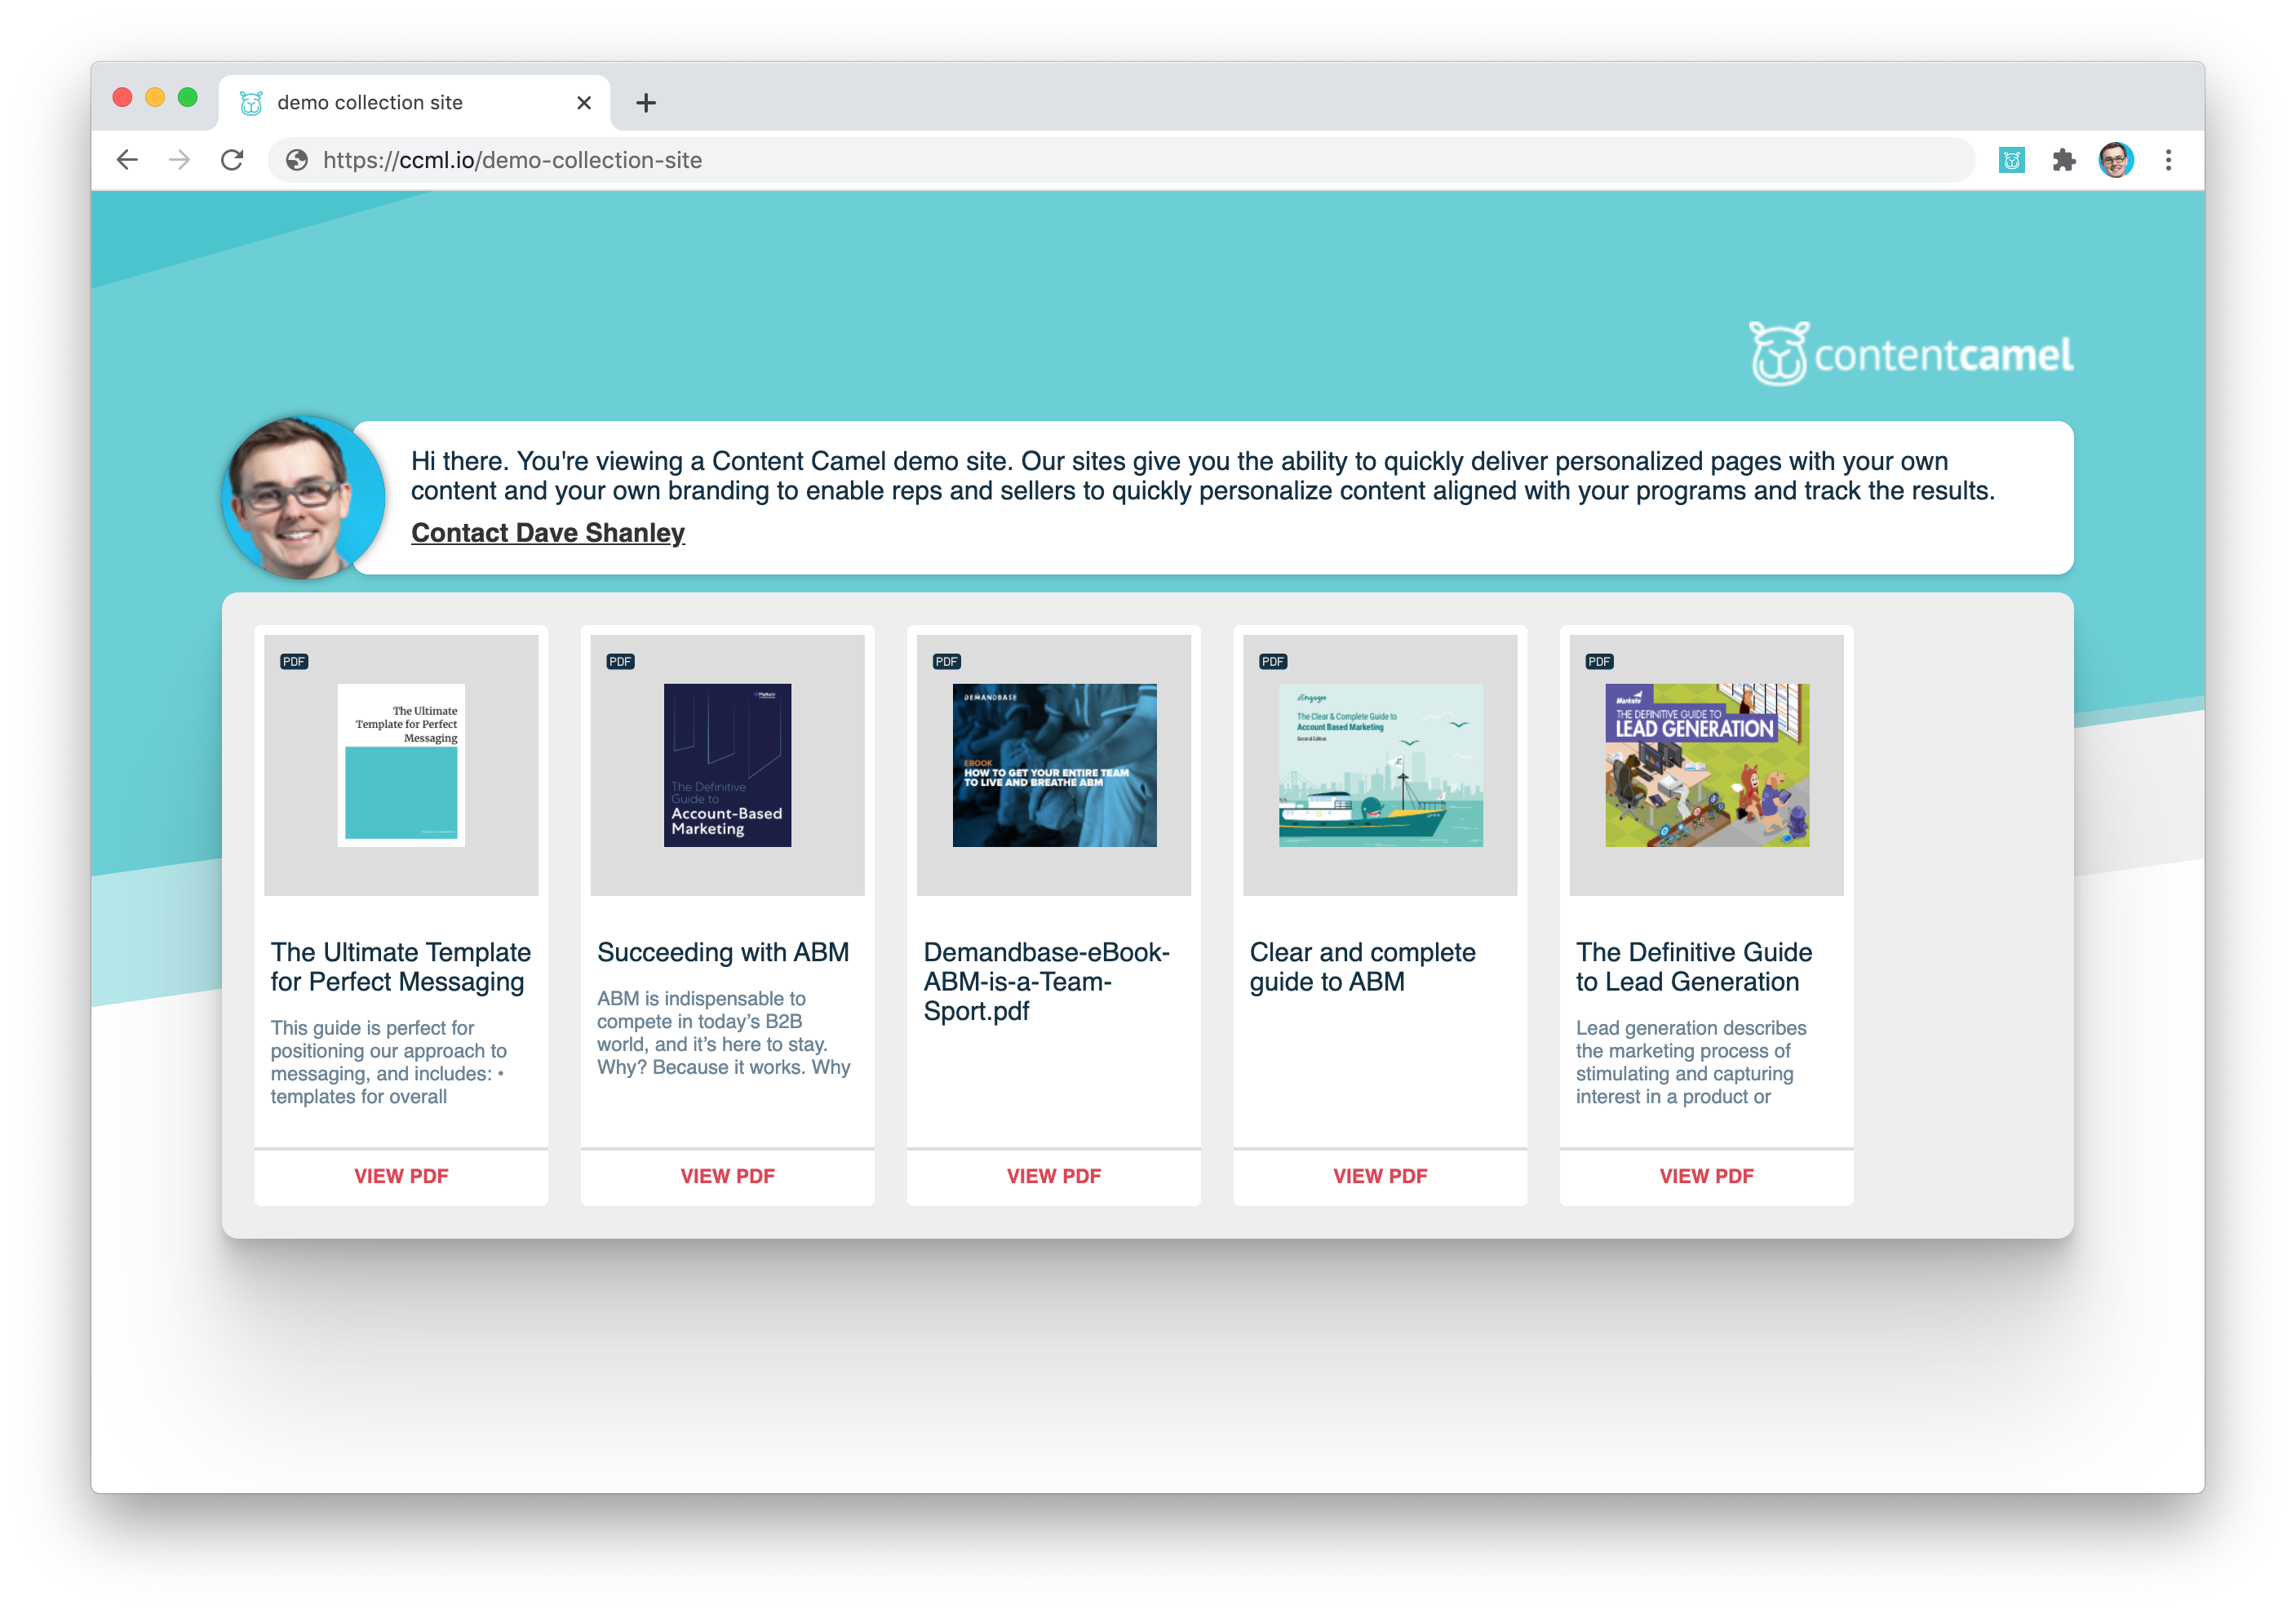 demo collection site
https://ccml.io/demo-collection-site
contentcamel
Hi there. You're viewing a Content Camel demo site. Our sites give you the ability to quickly deliver personalized pages with your own
content and your own branding to enable reps and sellers to quickly personalize content aligned with your programs and track the results.
Contact Dave Shanley
PDF
The Ultimate
Template for Perfect
Messaging
The Ultimate Template
for Perfect Messaging
This guide is perfect for
positioning our approach to
messaging, and includes: •
templates for overall
VIEW PDF
PDF
The Definitive
Guide to
Account-Based
Marketing
Succeeding with ABM
ABM is indispensable to
compete in today’s B2B
world, and it’s here to stay.
Why? Because it works. Why
VIEW PDF
PDF
DEMANDBASE
EBOOK
HOW TO GET YOUR ENTIRE TEAM
TO LIVE AND BREATHE ABM
Demandbase-eBook-
ABM-is-a-Team-
Sport.pdf
VIEW PDF
PDF
Engagio
The Clear & Complete Guide to
Account Based Marketing
Second Edition
Clear and complete
guide to ABM
VIEW PDF
PDF
Marketo
THE DEFINITIVE GUIDE TO
LEAD GENERATION
The Definitive Guide
to Lead Generation
Lead generation describes
the marketing process of
stimulating and capturing
interest in a product or
VIEW PDF